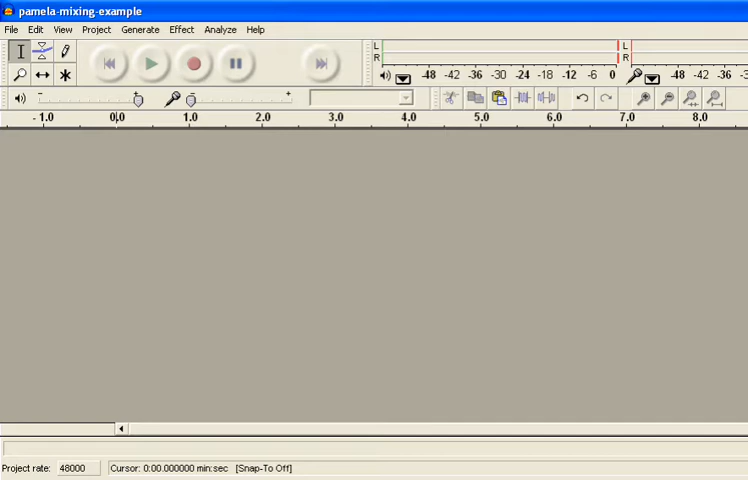 pamela-mixing-example
File Edit View Project Generate Effect Analyze Help
L L
R R
-48 -42 -36 -30 -24 -18 -12 -6 0 -48 -42 -36
- + - +
- 1.0 0,0 1.0 2.0 3.0 4.0 5.0 6.0 7.0 8.0
Project rate: 48000 Cursor: 0:00.000000 min:sec [Snap-To Off]